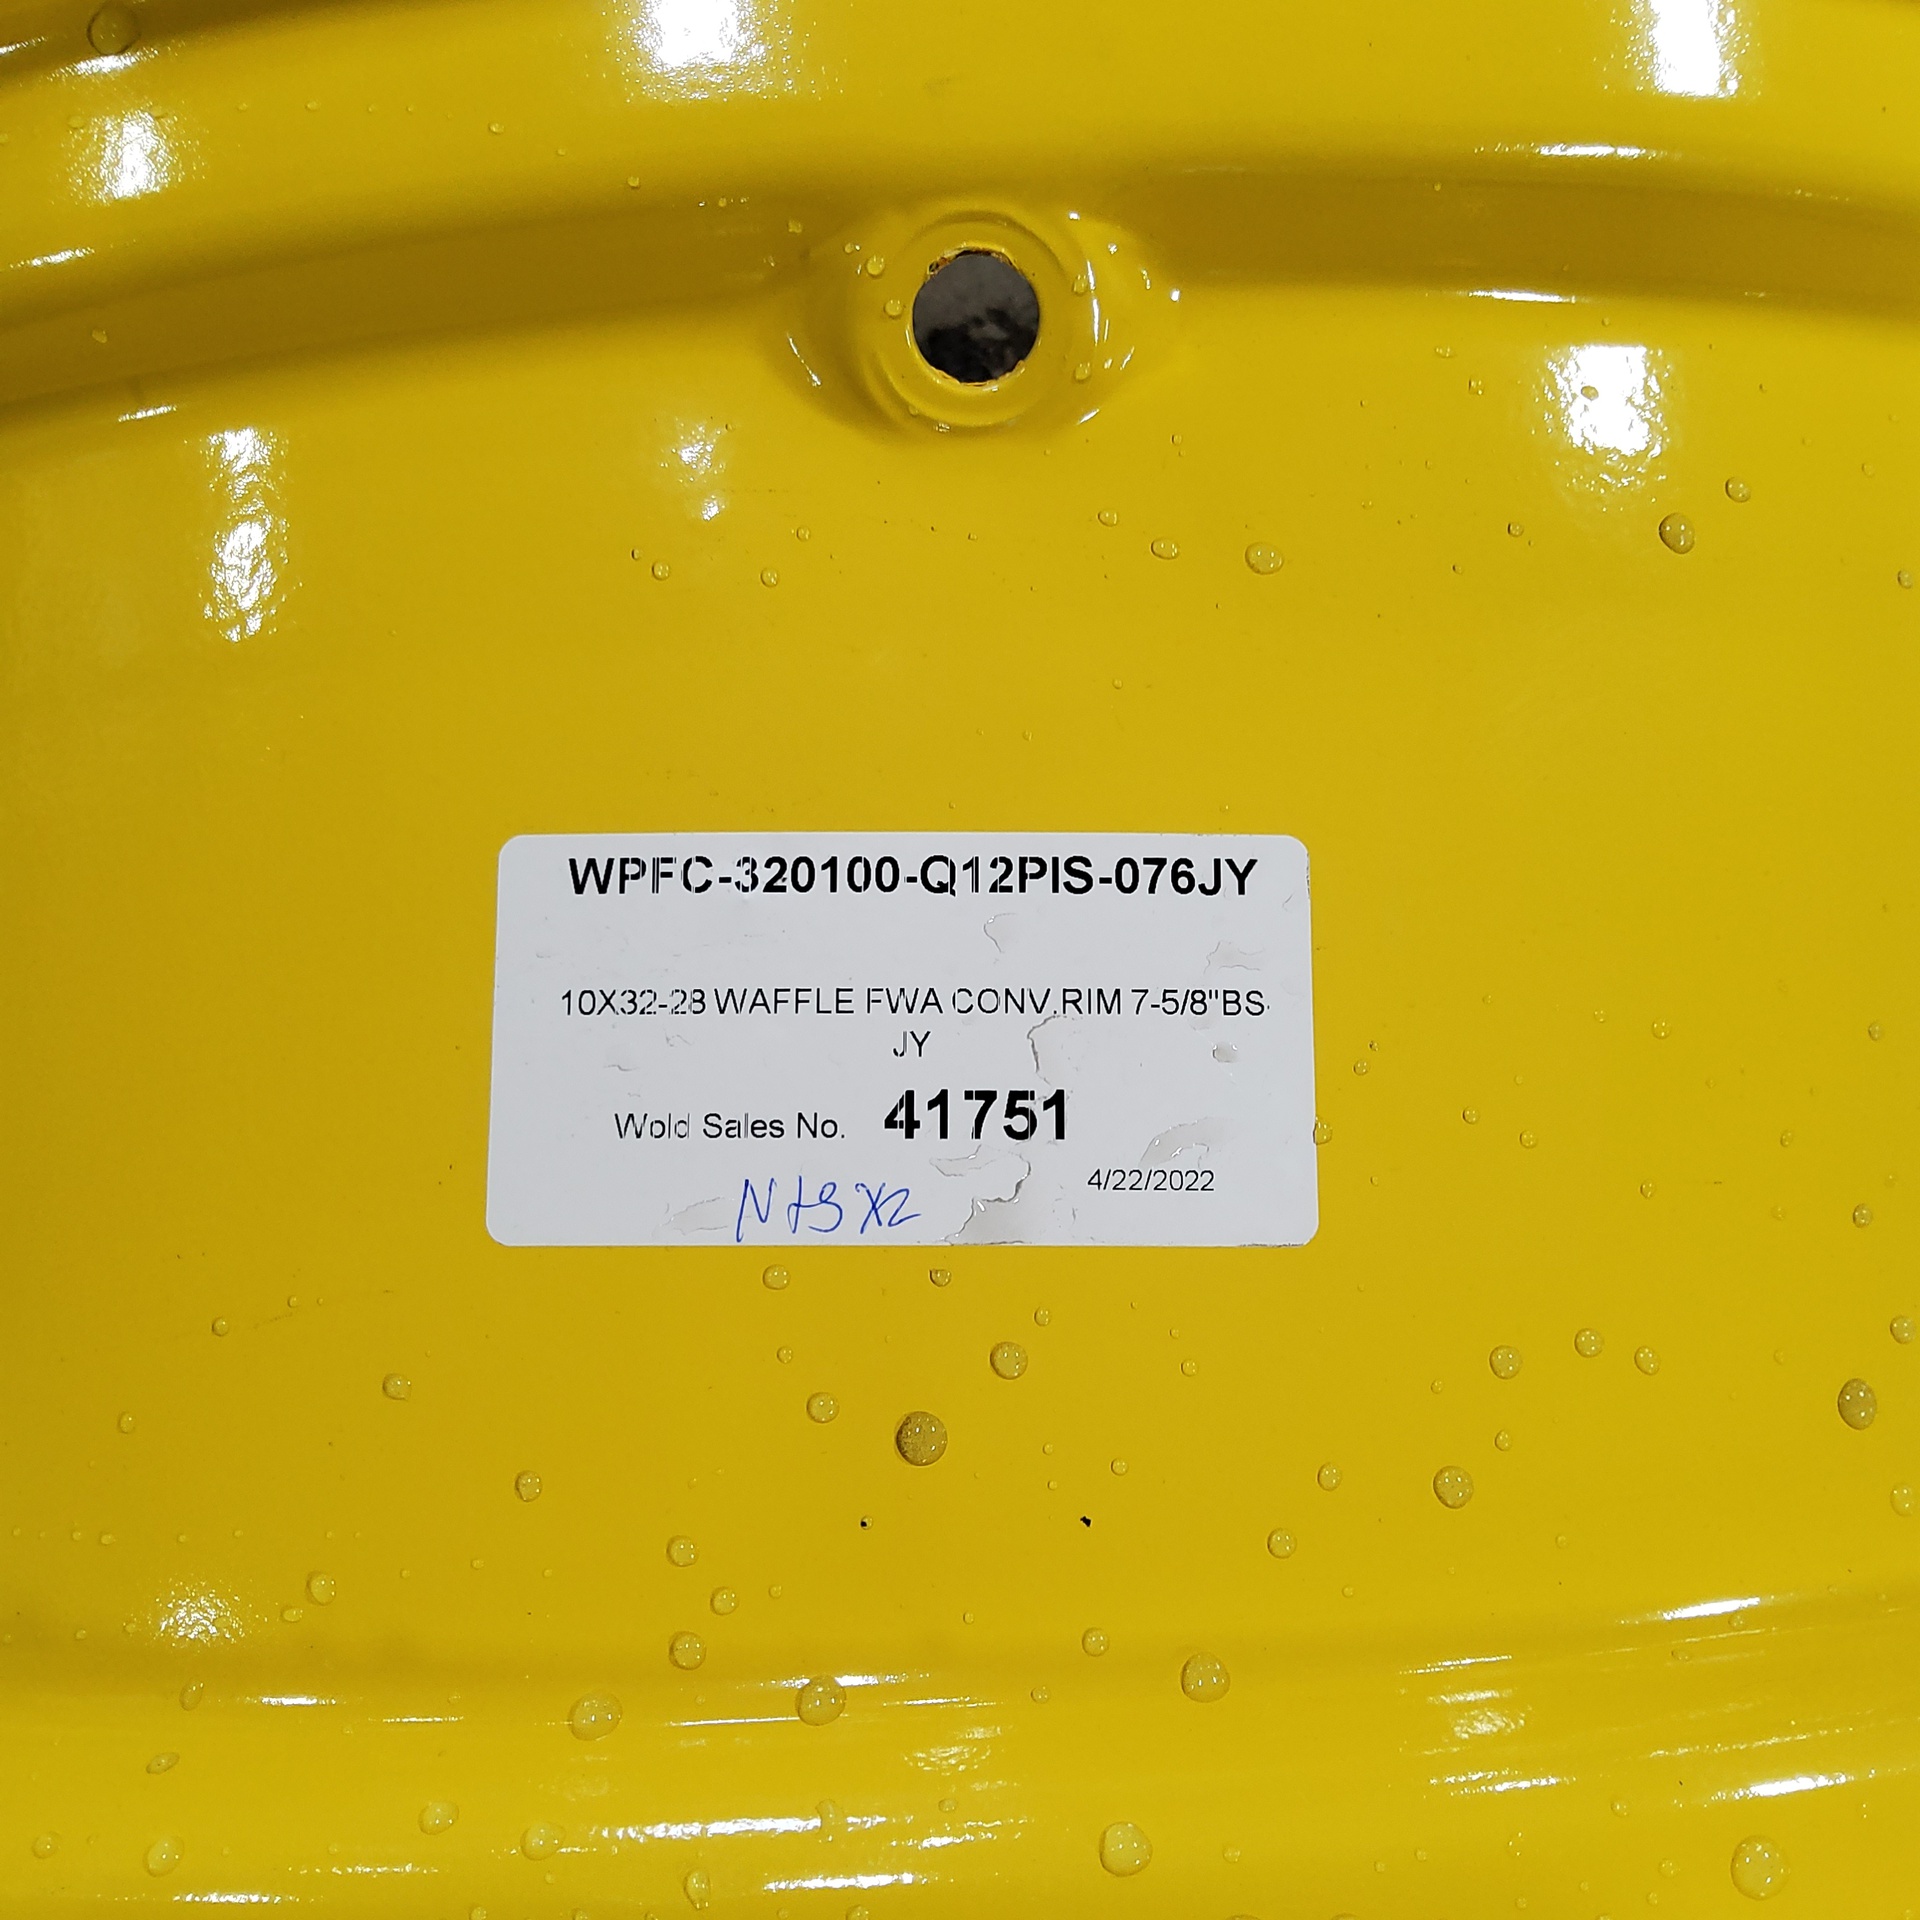 WPFC-320100-Q12PIS-076JY
10X32-28 WAFFLE FWA CONV.RIM 7-5/8"BS-
JY
Wold Sales No. 41751
4/22/2022
X2